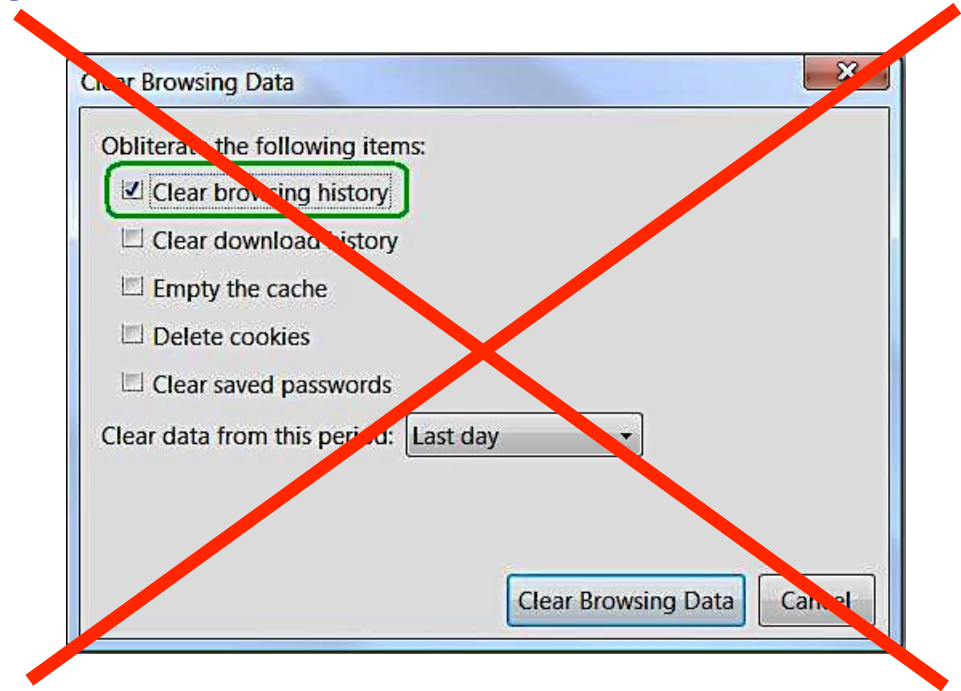 Clear Browsing Data
Obliterate the following items:
Clear browsing history
Clear download history
Empty the cache
Delete cookies
Clear saved passwords
Clear data from this period: Last day
Clear Browsing Data Cancel